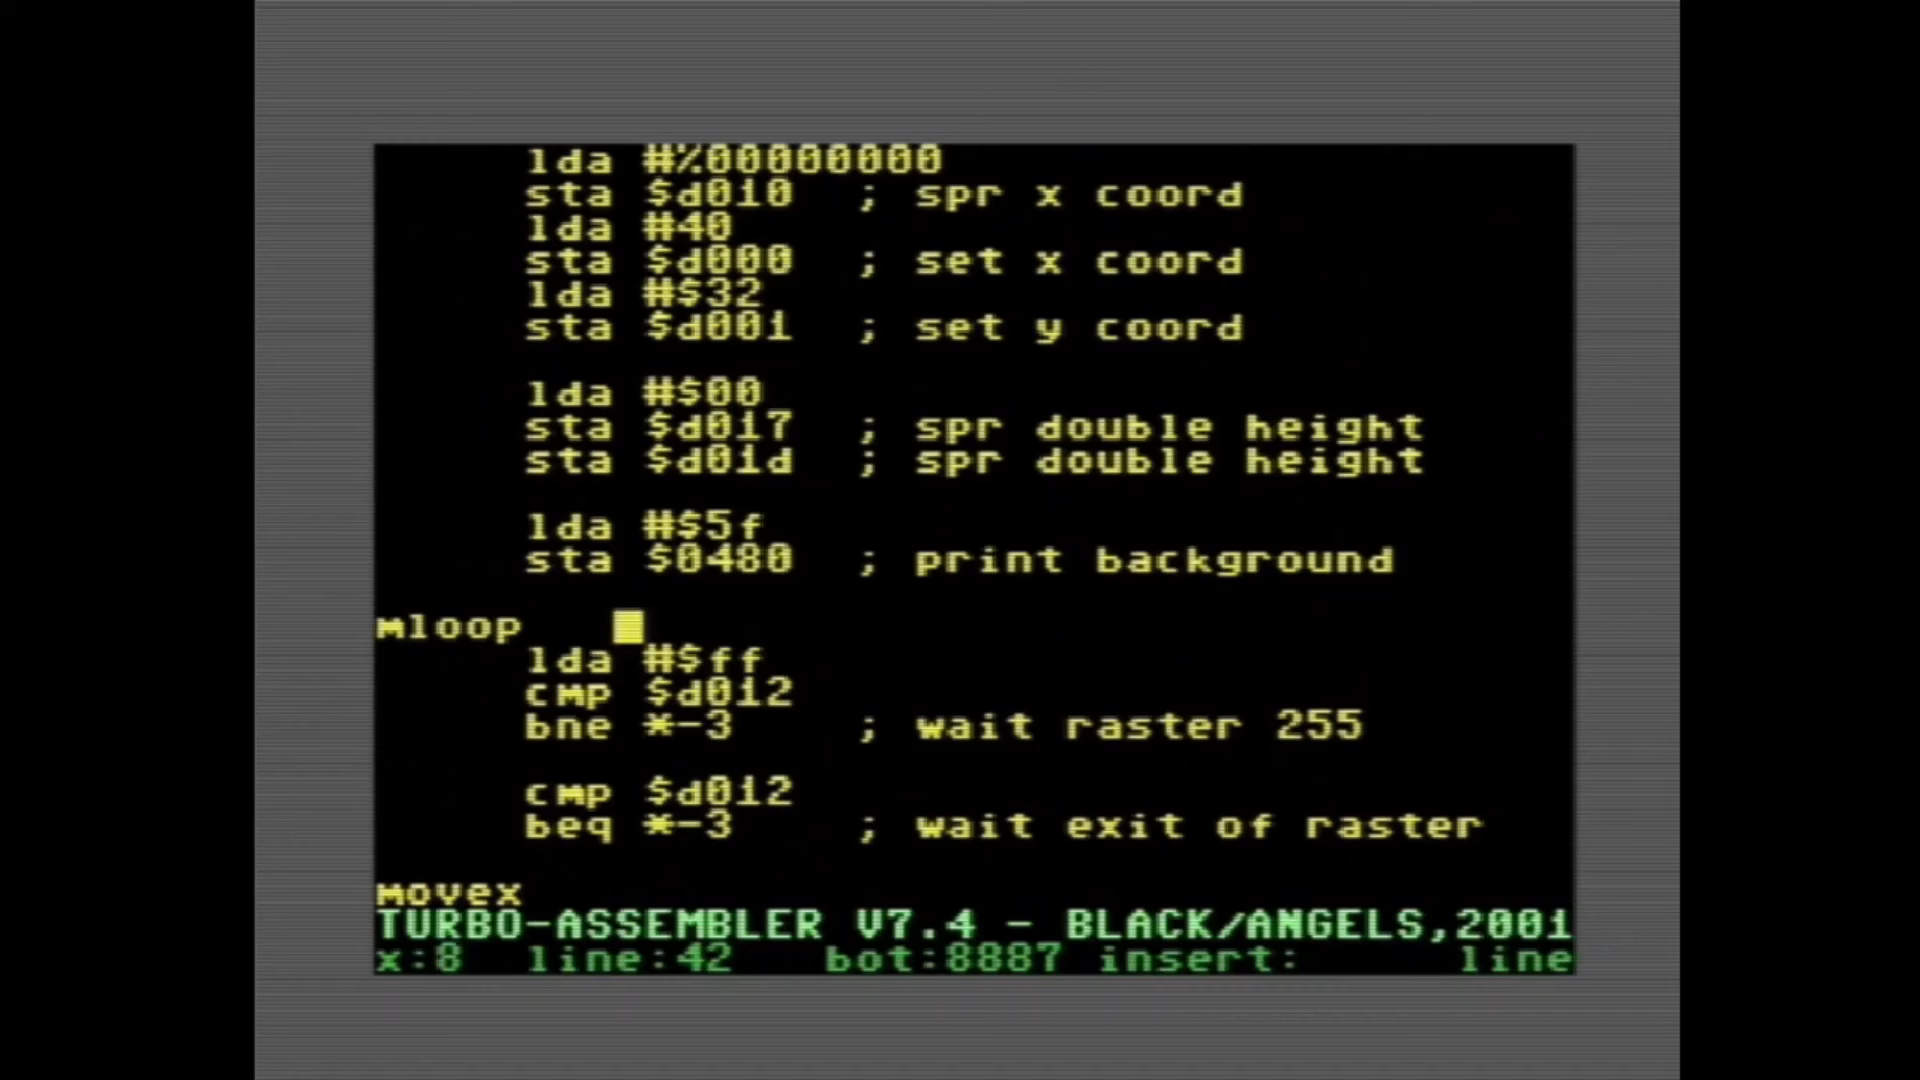 lda #%00000000
sta $d010  ; spr x coord
lda #40
sta $d000  ; set x coord
lda #$32
sta $d001  ; set y coord
lda #$00
sta $d017  ; spr double height
sta $d01d  ; spr double height
lda #$5f
sta $0480  ; print background
mloop
lda #$ff
cmp $d012
bne *-3    ; wait raster 255
cmp $d012
beq *-3    ; wait exit of raster
movex
TURBO-ASSEMBLER V7.4 - BLACK/ANGELS,2001
x:8  line:42   bot:8887 insert:     line